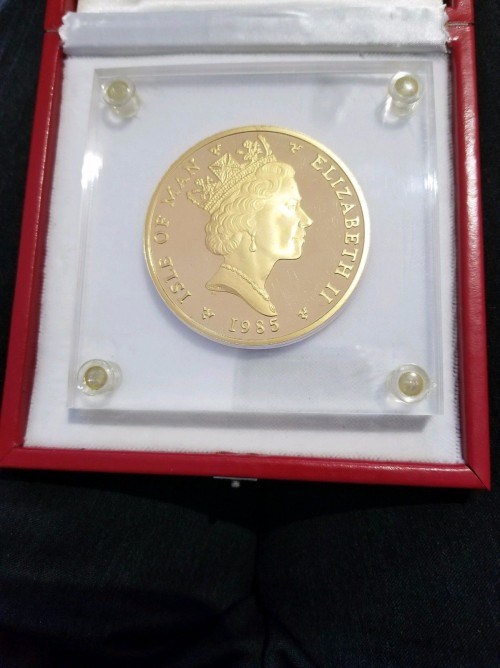 ISLE OF MAN
ELIZABETH II
1985